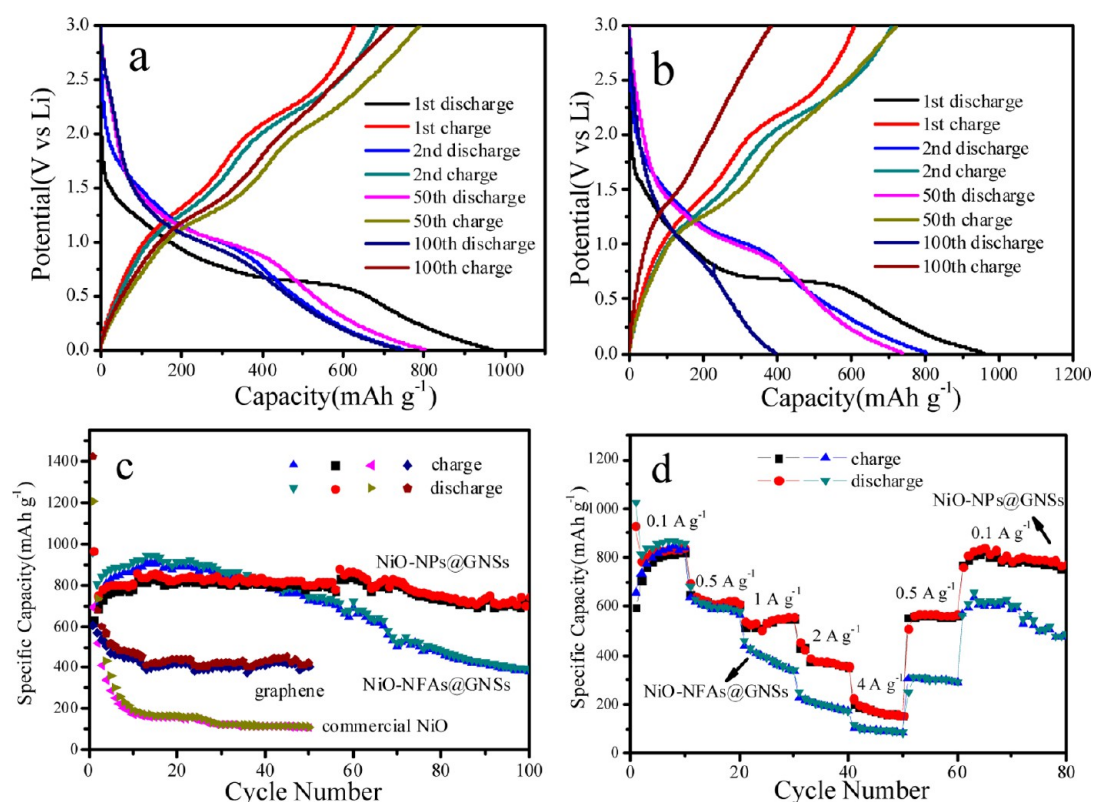 a
3.0
2.5
2.0
1.5
1.0
0.5
0.0
Potential(V vs Li)
1st discharge
1st charge
2nd discharge
2nd charge
50th discharge
50th charge
100th discharge
100th charge
0 200 400 600 800 1000
Capacity(mAh g⁻¹)
b
3.0
2.5
2.0
1.5
1.0
0.5
0.0
Potential(V vs Li)
1st discharge
1st charge
2nd discharge
2nd charge
50th discharge
50th charge
100th discharge
100th charge
0 200 400 600 800 1000 1200
Capacity(mAh g⁻¹)
c
1400
1200
1000
800
600
400
200
0
Specific Capacity(mAh g⁻¹)
charge
discharge
NiO-NPs@GNSs
graphene
NiO-NFAs@GNSs
commercial NiO
0 20 40 60 80 100
Cycle Number
d
1200
1000
800
600
400
200
0
Specific Capacity(mAh g⁻¹)
charge
discharge
NiO-NPs@GNSs
0.1 A g⁻¹
0.1 A g⁻¹
0.5 A g⁻¹
1 A g⁻¹
0.5 A g⁻¹
2 A g⁻¹
NiO-NFAs@GNSs
4 A g⁻¹
0 20 40 60 80
Cycle Number